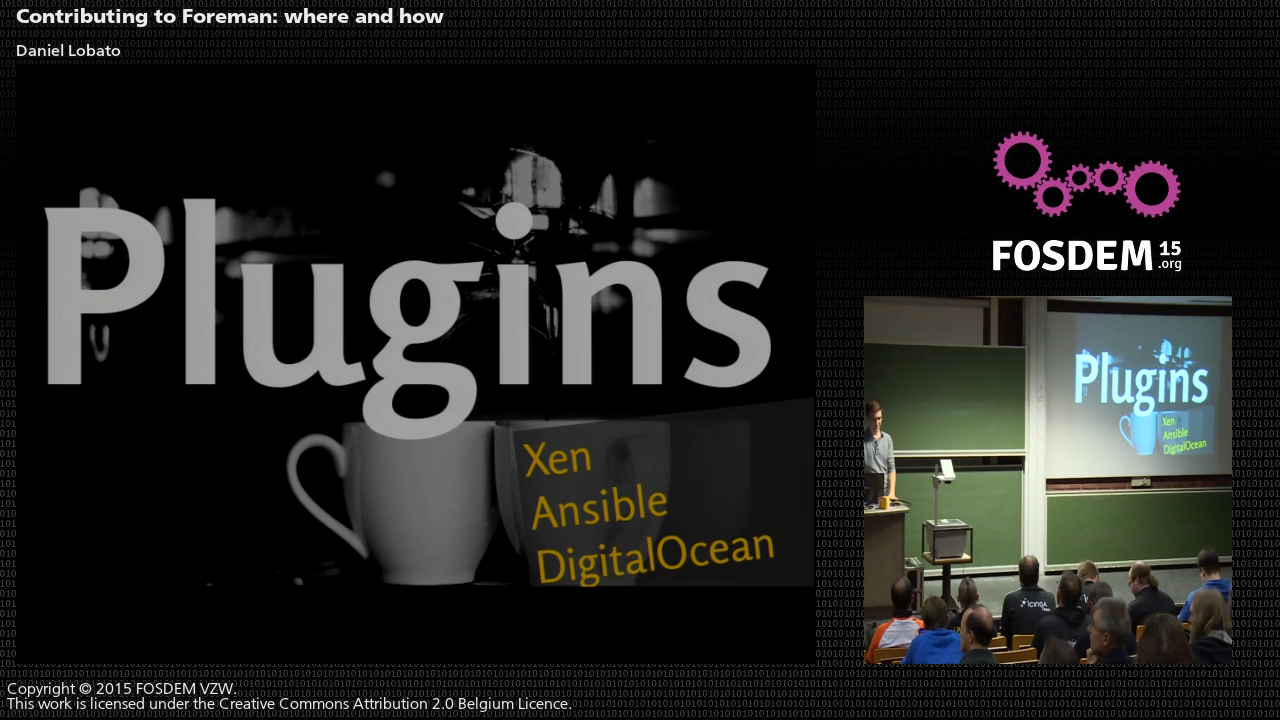 Contributing to Foreman: where and how
Daniel Lobato
Plugins
Xen
Ansible
DigitalOcean
FOSDEM 15
.org
Plugins
Xen
Ansible
DigitalOcean
ICINGA
Copyright © 2015 FOSDEM VZW.
This work is licensed under the Creative Commons Attribution 2.0 Belgium Licence.